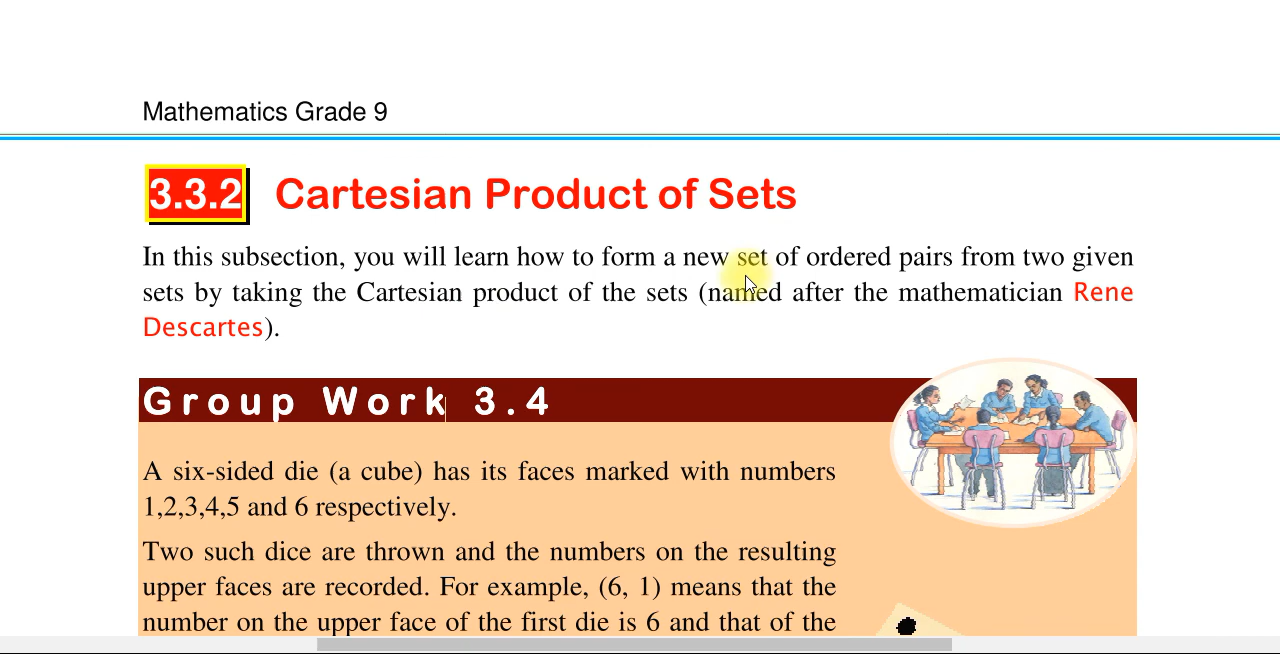 Mathematics Grade 9
3.3.2 Cartesian Product of Sets
In this subsection, you will learn how to form a new set of ordered pairs from two given
sets by taking the Cartesian product of the sets (named after the mathematician Rene
Descartes).
Group Work 3.4
A six-sided die (a cube) has its faces marked with numbers
1,2,3,4,5 and 6 respectively.
Two such dice are thrown and the numbers on the resulting
upper faces are recorded. For example, (6, 1) means that the
number on the upper face of the first die is 6 and that of the